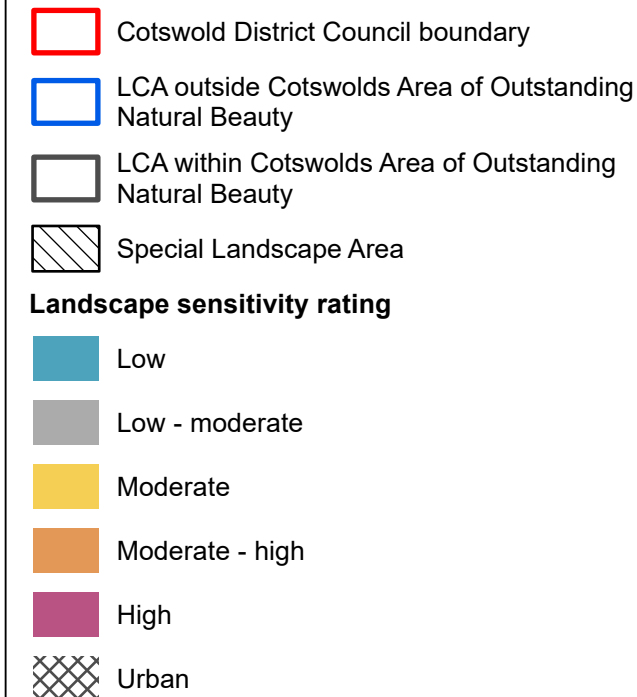 Cotswold District Council boundary
LCA outside Cotswolds Area of Outstanding
Natural Beauty
LCA within Cotswolds Area of Outstanding
Natural Beauty
Special Landscape Area
Landscape sensitivity rating
Low
Low - moderate
Moderate
Moderate - high
High
Urban